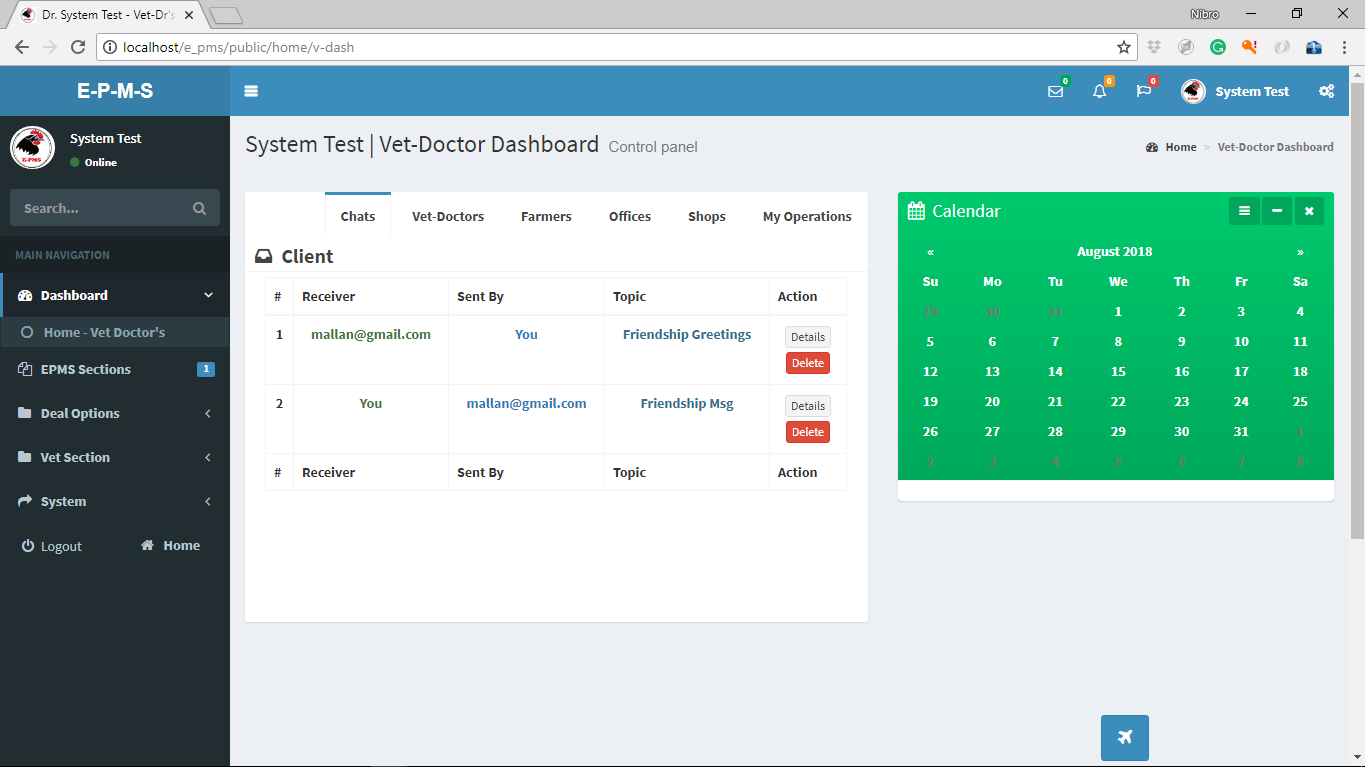 Dr. System Test - Vet-Dr's
Nibro
localhost/e_pms/public/home/v-dash
E-P-M-S
0 0 0 System Test
E-PMS
System Test
Online
Search...
MAIN NAVIGATION
Dashboard
Home - Vet Doctor's
EPMS Sections 1
Deal Options
Vet Section
System
Logout Home
System Test | Vet-Doctor Dashboard Control panel
Home > Vet-Doctor Dashboard
Chats Vet-Doctors Farmers Offices Shops My Operations
Client
# Receiver Sent By Topic Action
1 mallan@gmail.com You Friendship Greetings Details
Delete
2 You mallan@gmail.com Friendship Msg Details
Delete
# Receiver Sent By Topic Action
Calendar
« August 2018 »
Su Mo Tu We Th Fr Sa
29 30 31 1 2 3 4
5 6 7 8 9 10 11
12 13 14 15 16 17 18
19 20 21 22 23 24 25
26 27 28 29 30 31 1
2 3 4 5 6 7 8